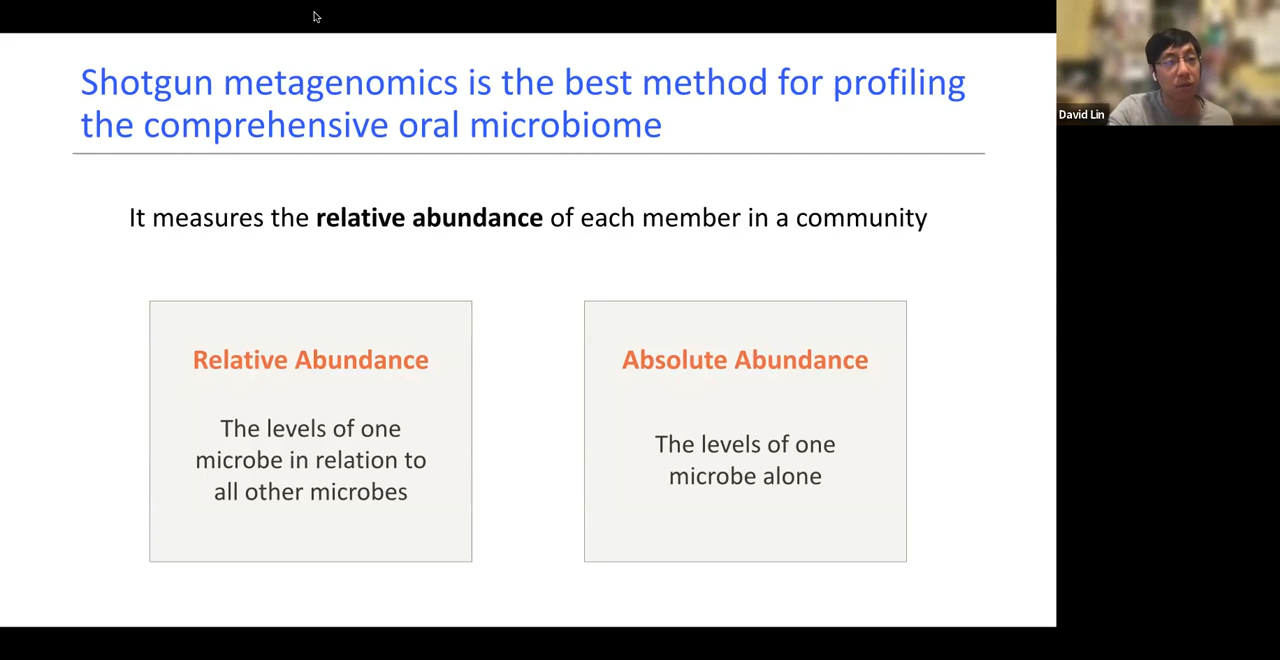 Shotgun metagenomics is the best method for profiling
the comprehensive oral microbiome
It measures the relative abundance of each member in a community
Relative Abundance
The levels of one
microbe in relation to
all other microbes
Absolute Abundance
The levels of one
microbe alone
David Lin